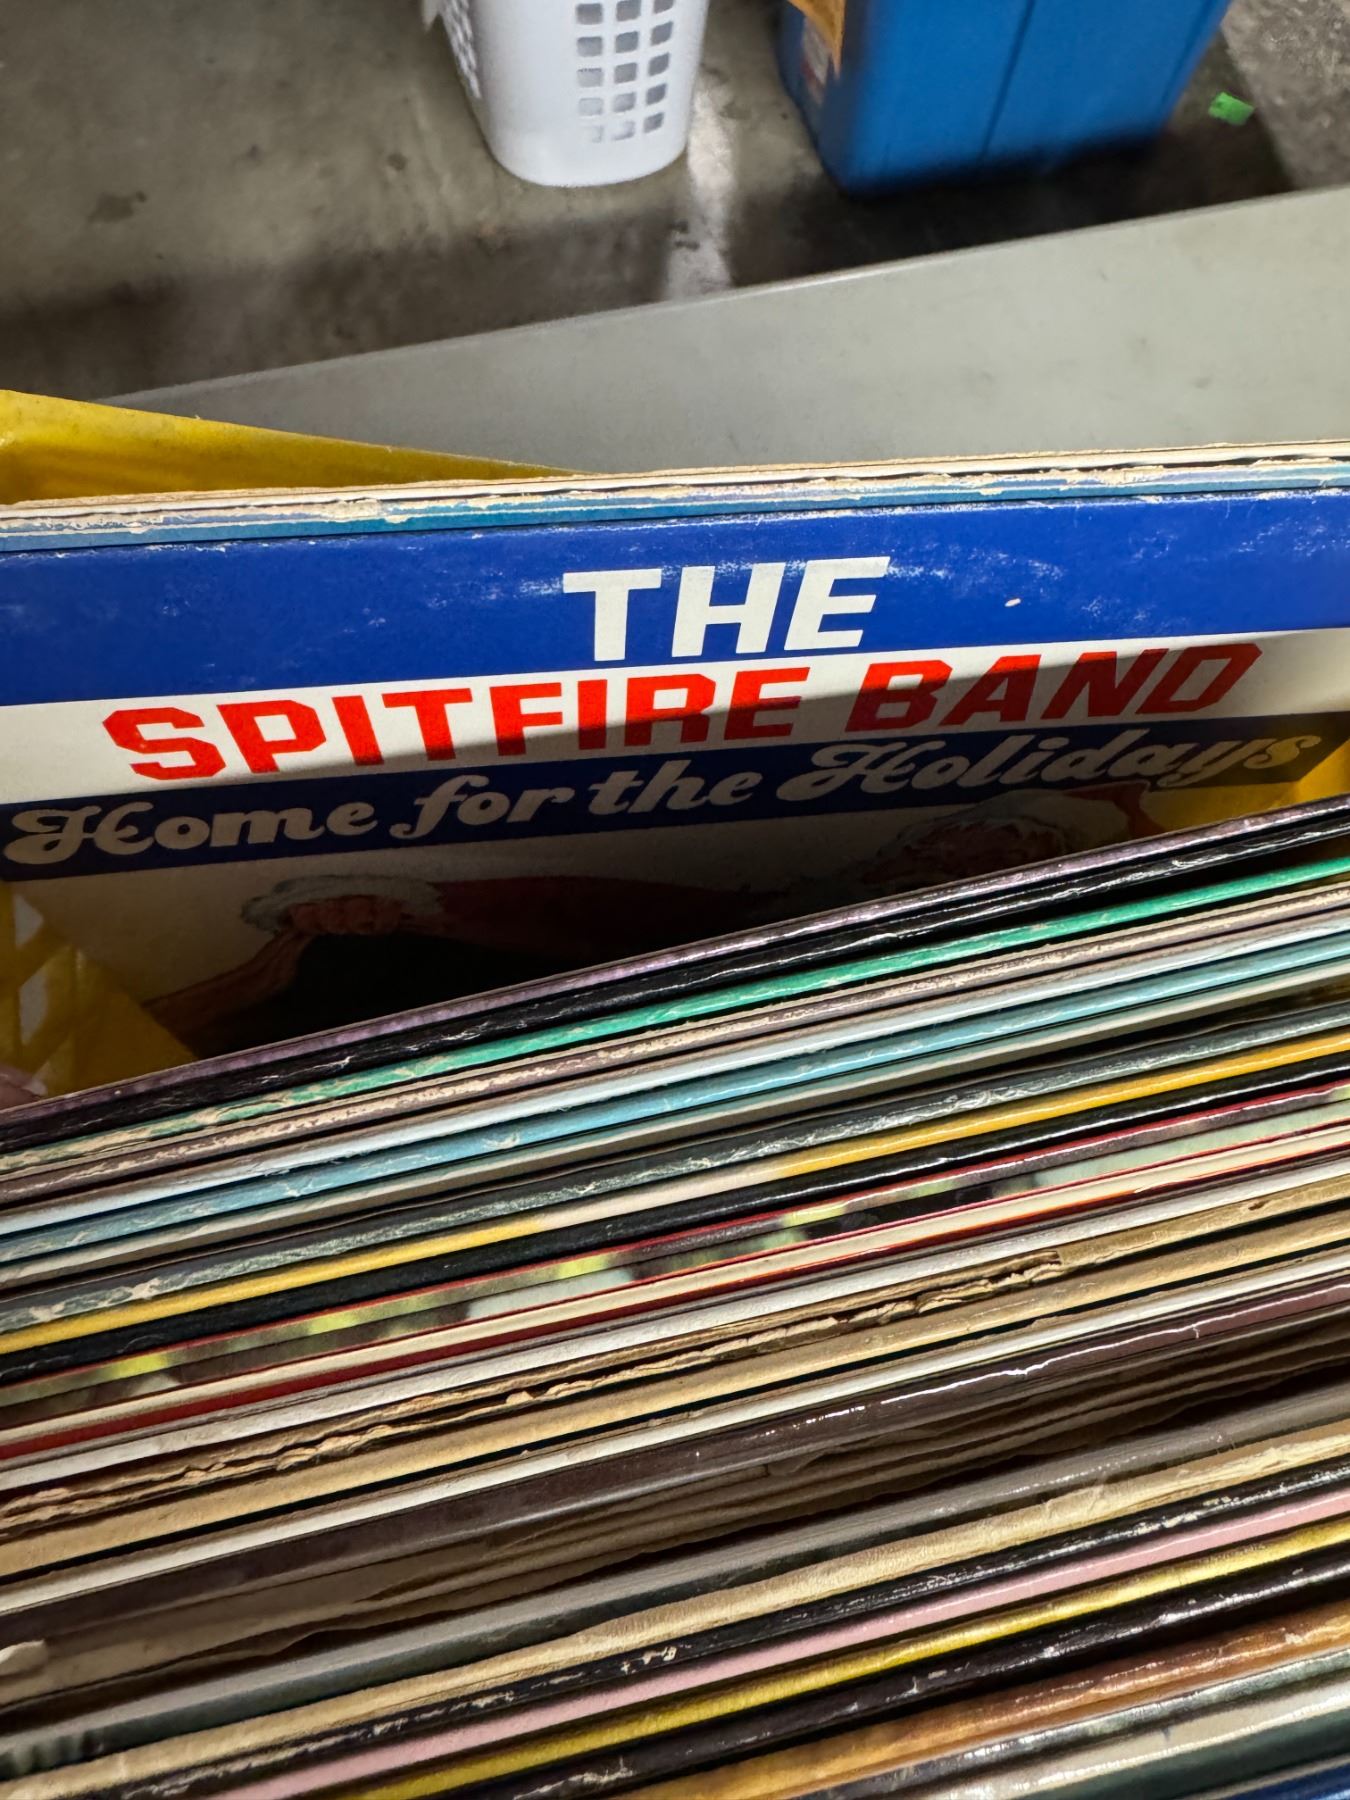 THE
SPITFIRE BAND
Home for the Holidays